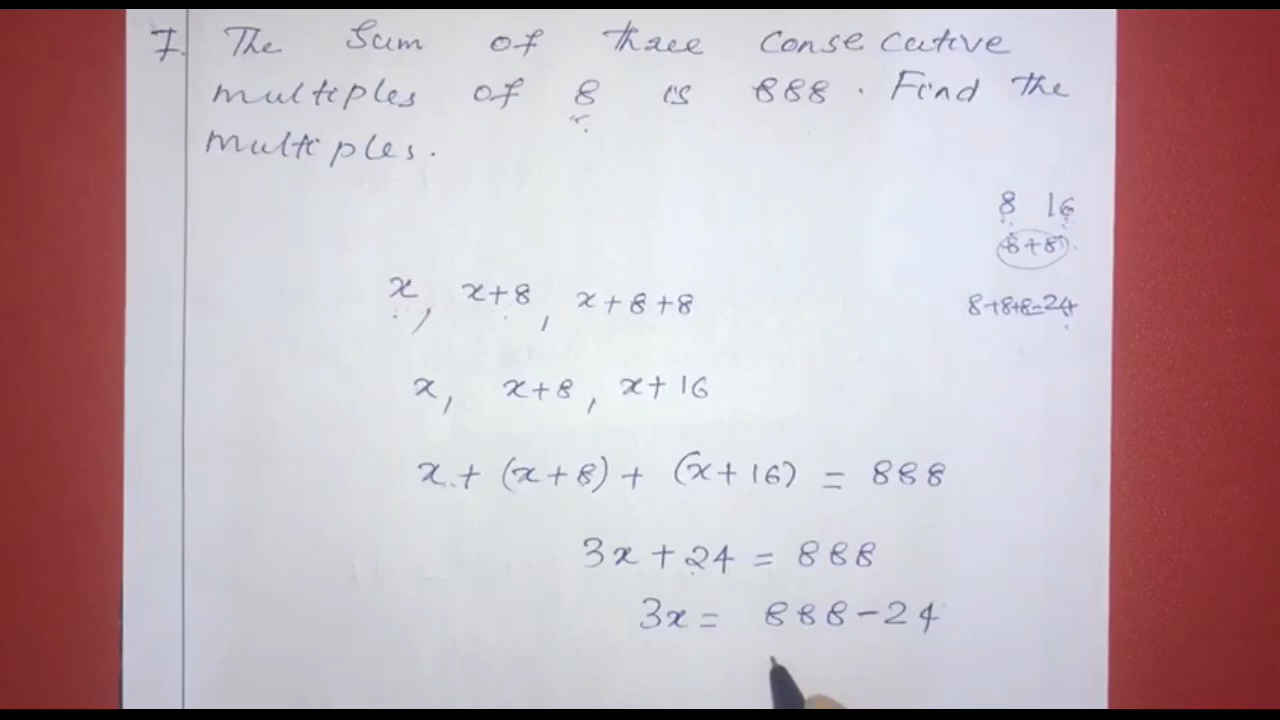 7. The Sum of three consecutive
multiples of 8 is 888. Find the
multiples.
8 16
8+8
x, x+8, x+8+8
8+8+8=24
x, x+8, x+16
x+(x+8)+(x+16) = 888
3x+24 = 888
3x = 888-24